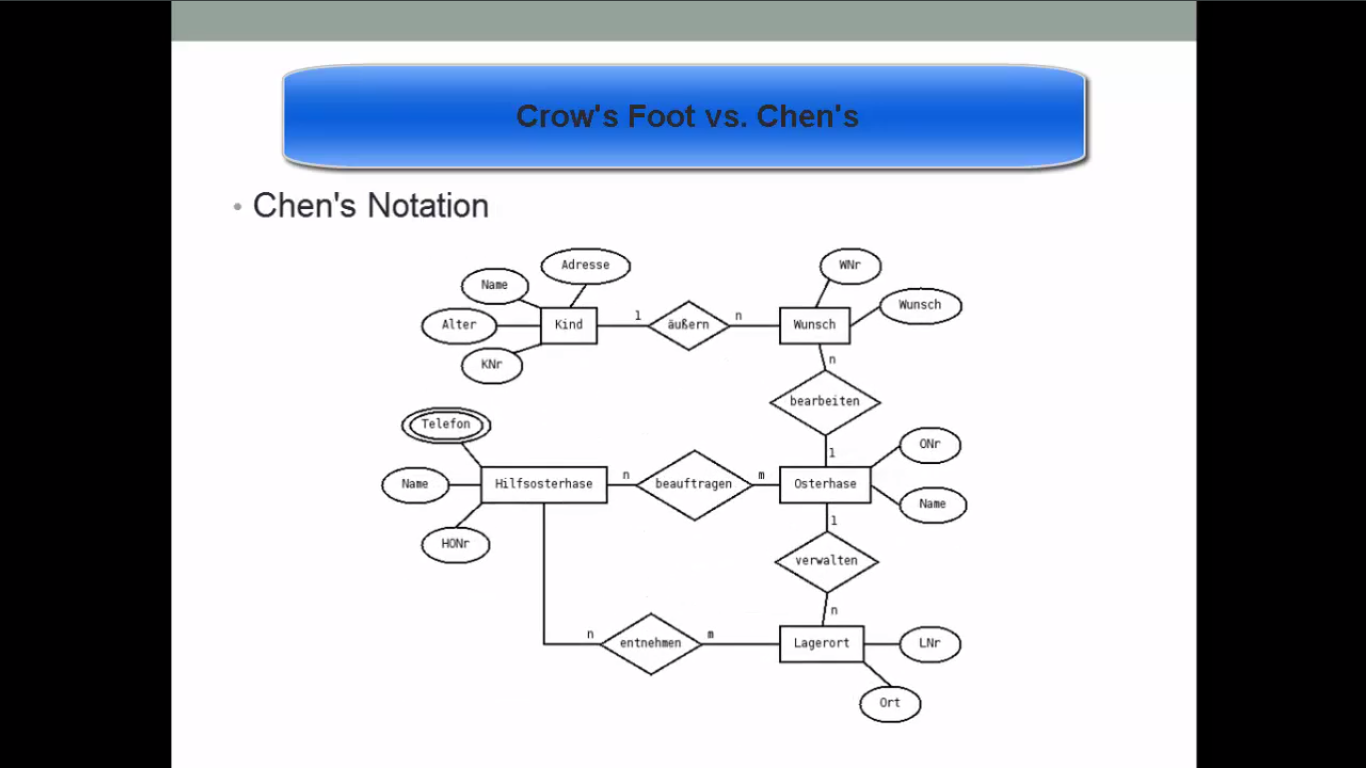 Crow's Foot vs. Chen's
• Chen's Notation
Adresse
WNr
Name
Wunsch
Alter
Kind
1
äußern
n
Wunsch
KNr
n
bearbeiten
Telefon
1
ONr
Name
Hilfsosterhase
n
beauftragen
m
Osterhase
Name
1
HONr
verwalten
n
n
entnehmen
m
Lagerort
LNr
Ort